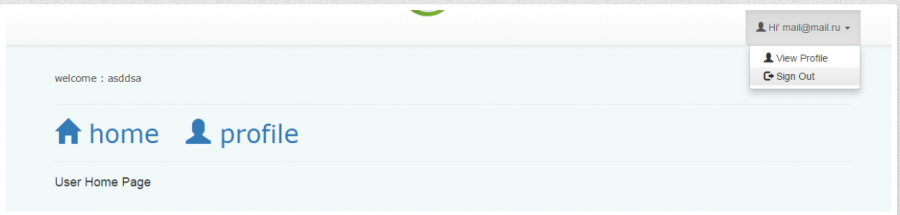 Hi' mail@mail.ru
View Profile
Sign Out
welcome : asddsa
home profile
User Home Page